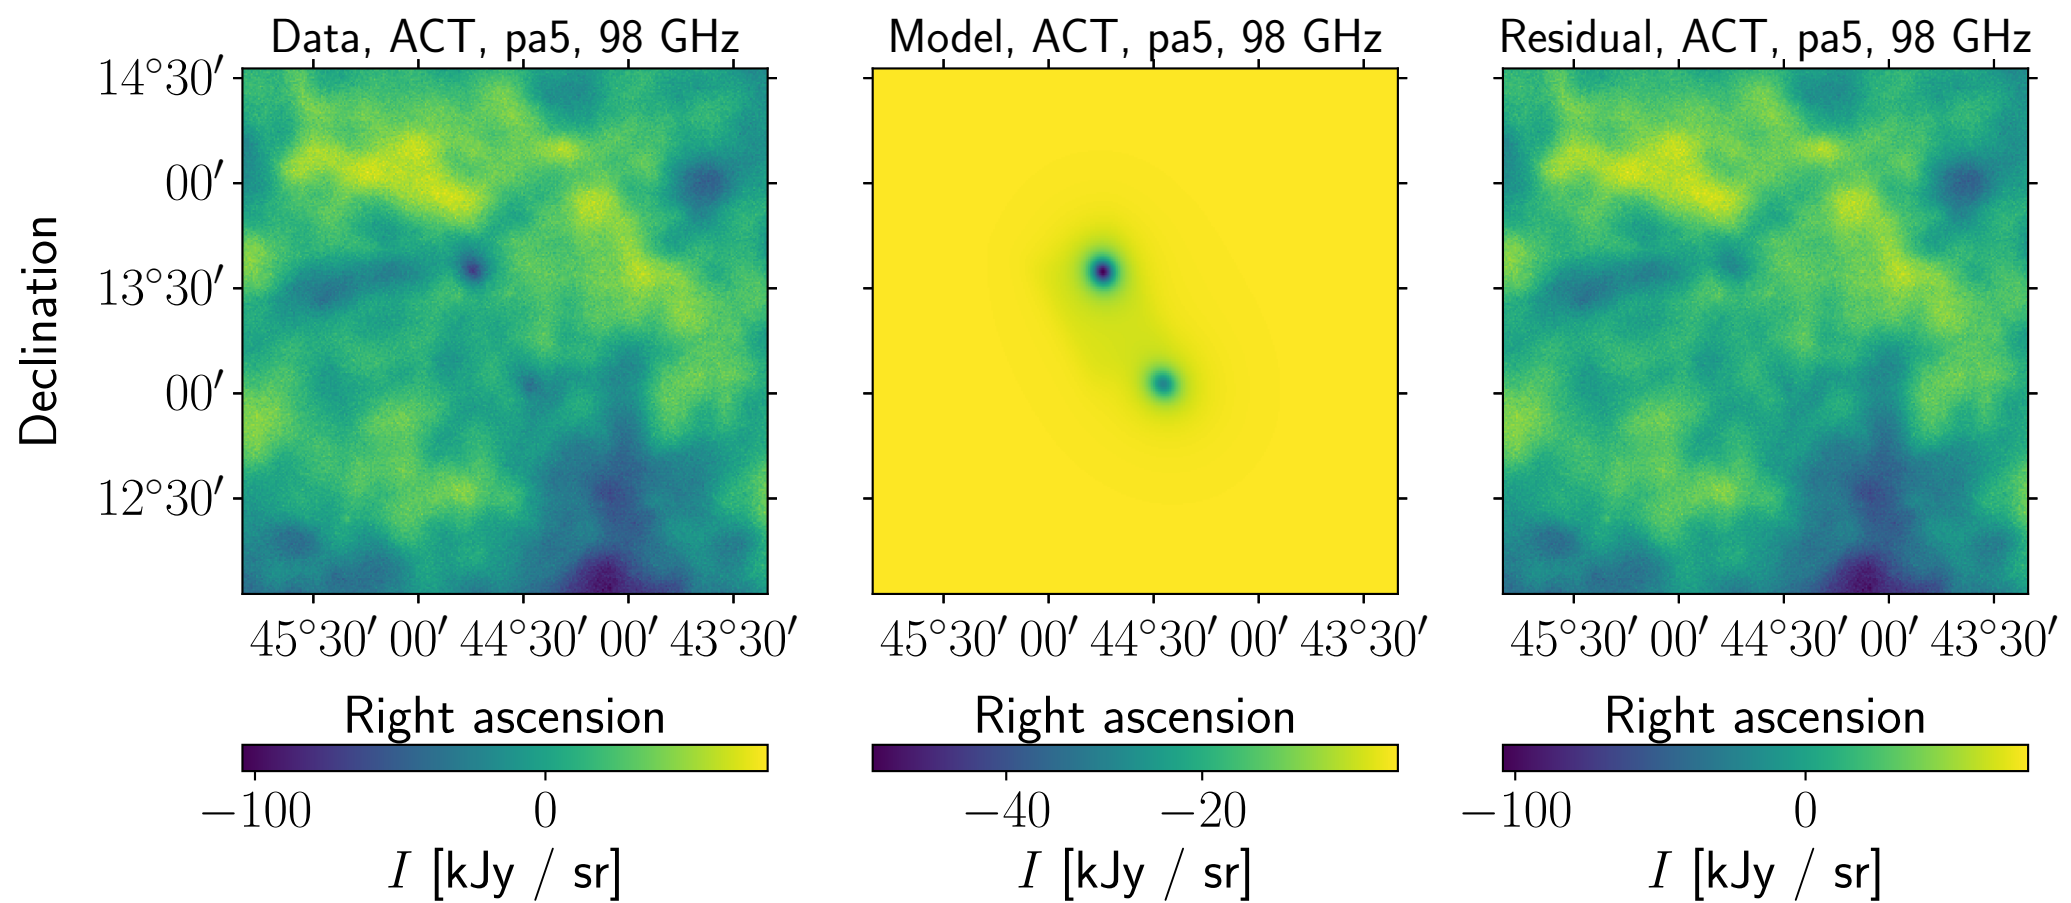 Data, ACT, pa5, 98 GHz
Model, ACT, pa5, 98 GHz
Residual, ACT, pa5, 98 GHz
Declination
14°30′
00′
13°30′
00′
12°30′
45°30′ 00′ 44°30′ 00′ 43°30′
45°30′ 00′ 44°30′ 00′ 43°30′
45°30′ 00′ 44°30′ 00′ 43°30′
Right ascension
Right ascension
Right ascension
−100 0
−40 −20
−100 0
I [kJy / sr]
I [kJy / sr]
I [kJy / sr]